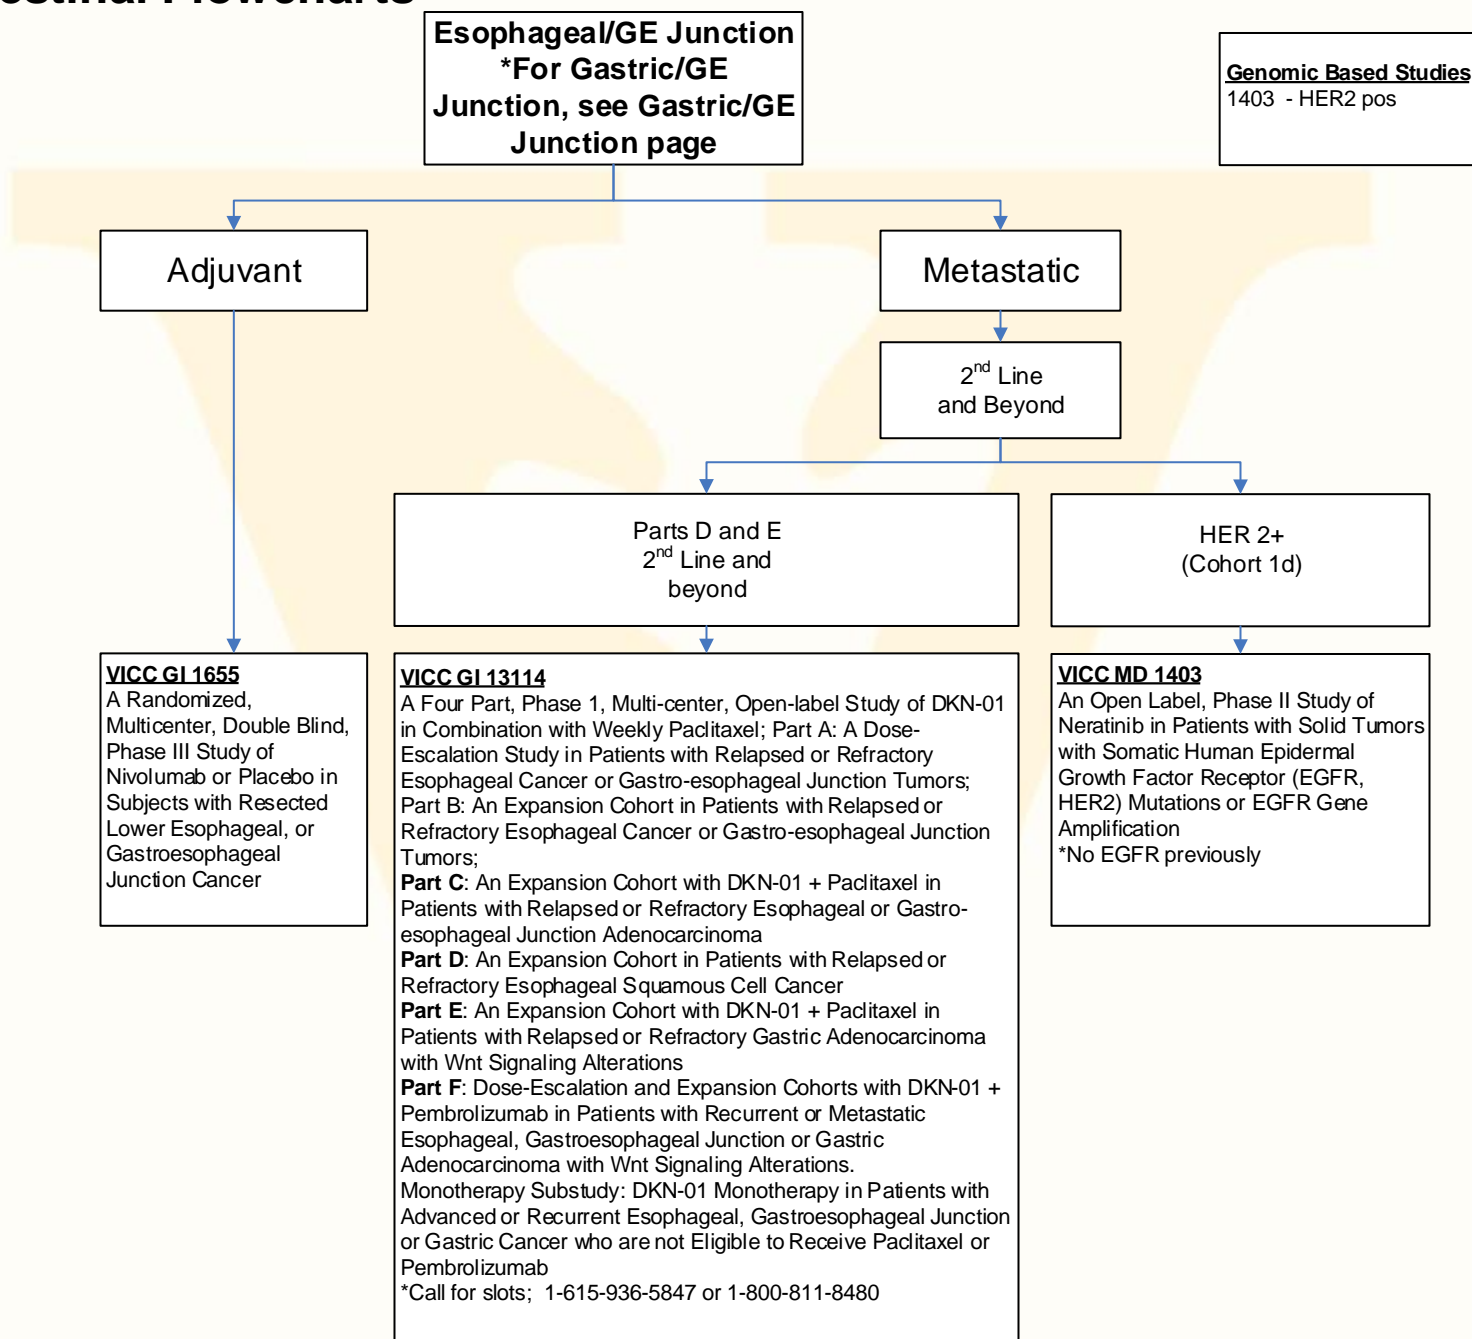 Esophageal/GE Junction
*For Gastric/GE
Junction, see Gastric/GE
Junction page
Genomic Based Studies
1403 - HER2 pos
Adjuvant
Metastatic
2nd Line
and Beyond
Parts D and E
2nd Line and
beyond
HER 2+
(Cohort 1d)
VICC GI 1655
A Randomized,
Multicenter, Double Blind,
Phase III Study of
Nivolumab or Placebo in
Subjects with Resected
Lower Esophageal, or
Gastroesophageal
Junction Cancer
VICC GI 13114
A Four Part, Phase 1, Multi-center, Open-label Study of DKN-01
in Combination with Weekly Paclitaxel; Part A: A Dose-
Escalation Study in Patients with Relapsed or Refractory
Esophageal Cancer or Gastro-esophageal Junction Tumors;
Part B: An Expansion Cohort in Patients with Relapsed or
Refractory Esophageal Cancer or Gastro-esophageal Junction
Tumors;
Part C: An Expansion Cohort with DKN-01 + Paclitaxel in
Patients with Relapsed or Refractory Esophageal or Gastro-
esophageal Junction Adenocarcinoma
Part D: An Expansion Cohort in Patients with Relapsed or
Refractory Esophageal Squamous Cell Cancer
Part E: An Expansion Cohort with DKN-01 + Paclitaxel in
Patients with Relapsed or Refractory Gastric Adenocarcinoma
with Wnt Signaling Alterations
Part F: Dose-Escalation and Expansion Cohorts with DKN-01 +
Pembrolizumab in Patients with Recurrent or Metastatic
Esophageal, Gastroesophageal Junction or Gastric
Adenocarcinoma with Wnt Signaling Alterations.
Monotherapy Substudy: DKN-01 Monotherapy in Patients with
Advanced or Recurrent Esophageal, Gastroesophageal Junction
or Gastric Cancer who are not Eligible to Receive Paclitaxel or
Pembrolizumab
*Call for slots; 1-615-936-5847 or 1-800-811-8480
VICC MD 1403
An Open Label, Phase II Study of
Neratinib in Patients with Solid Tumors
with Somatic Human Epidermal
Growth Factor Receptor (EGFR,
HER2) Mutations or EGFR Gene
Amplification
*No EGFR previously